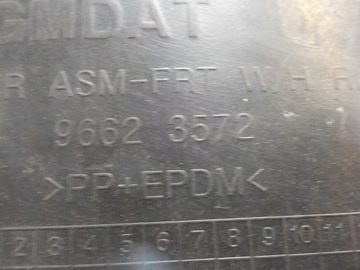 GMDAT
R ASM-FRT W/H R
9662 3572
>PP+EPDM<
2 3 4 5 6 7 8 9 10 11